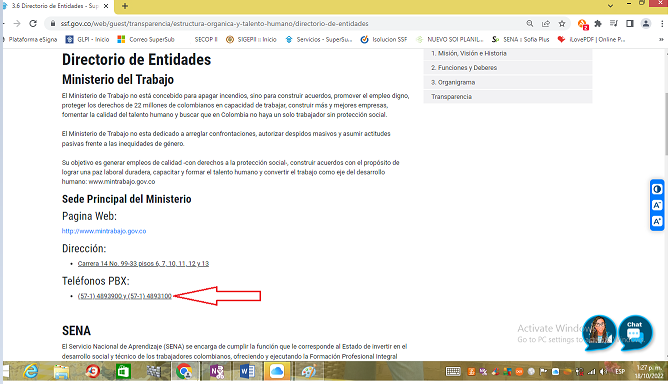 3.6 Directorio de Entidades - Sup
ssf.gov.co/web/guest/transparencia/estructura-organica-y-talento-humano/directorio-de-entidades
Plataforma eSigna
GLPI - Inicio
Correo SuperSub
SECOP II
SIGEPII :: Inicio
Servicios - SuperSu...
Isolucion SSF
NUEVO SOI PLANIL...
SENA :: Sofia Plus.
iLovePDF | Online P...
Directorio de Entidades
Ministerio del Trabajo
El Ministerio de Trabajo no está concebido para apagar incendios, sino para construir acuerdos, promover el empleo digno,
proteger los derechos de 22 millones de colombianos en capacidad de trabajar, construir más y mejores empresas,
fomentar la calidad del talento humano y buscar que en Colombia no haya un solo trabajador sin protección social.
El Ministerio de Trabajo no esta dedicado a arreglar confrontaciones, autorizar despidos masivos y asumir actitudes
pasivas frente a las inequidades de género.
Su objetivo es generar empleos de calidad -con derechos a la protección social-, construir acuerdos con el propósito de
lograr una paz laboral duradera, capacitar y formar el talento humano y convertir el trabajo como eje del desarrollo
humano: www.mintrabajo.gov.co
Sede Principal del Ministerio
Pagina Web:
http://www.mintrabajo.gov.co
Dirección:
Carrera 14 No. 99-33 pisos 6, 7, 10, 11, 12 y 13
Teléfonos PBX:
(57-1) 4893900 y (57-1) 4893100
SENA
El Servicio Nacional de Aprendizaje (SENA) se encarga de cumplir la función que le corresponde al Estado de invertir en el
desarrollo social y técnico de los trabajadores colombianos, ofreciendo y ejecutando la Formación Profesional Integral
1. Misión, Visión e Historia
2. Funciones y Deberes
3. Organigrama
Transparencia
A-
A+
Chat
Activate Windows
Go to PC settings to
ESP
1:27 p.m.
18/10/2022